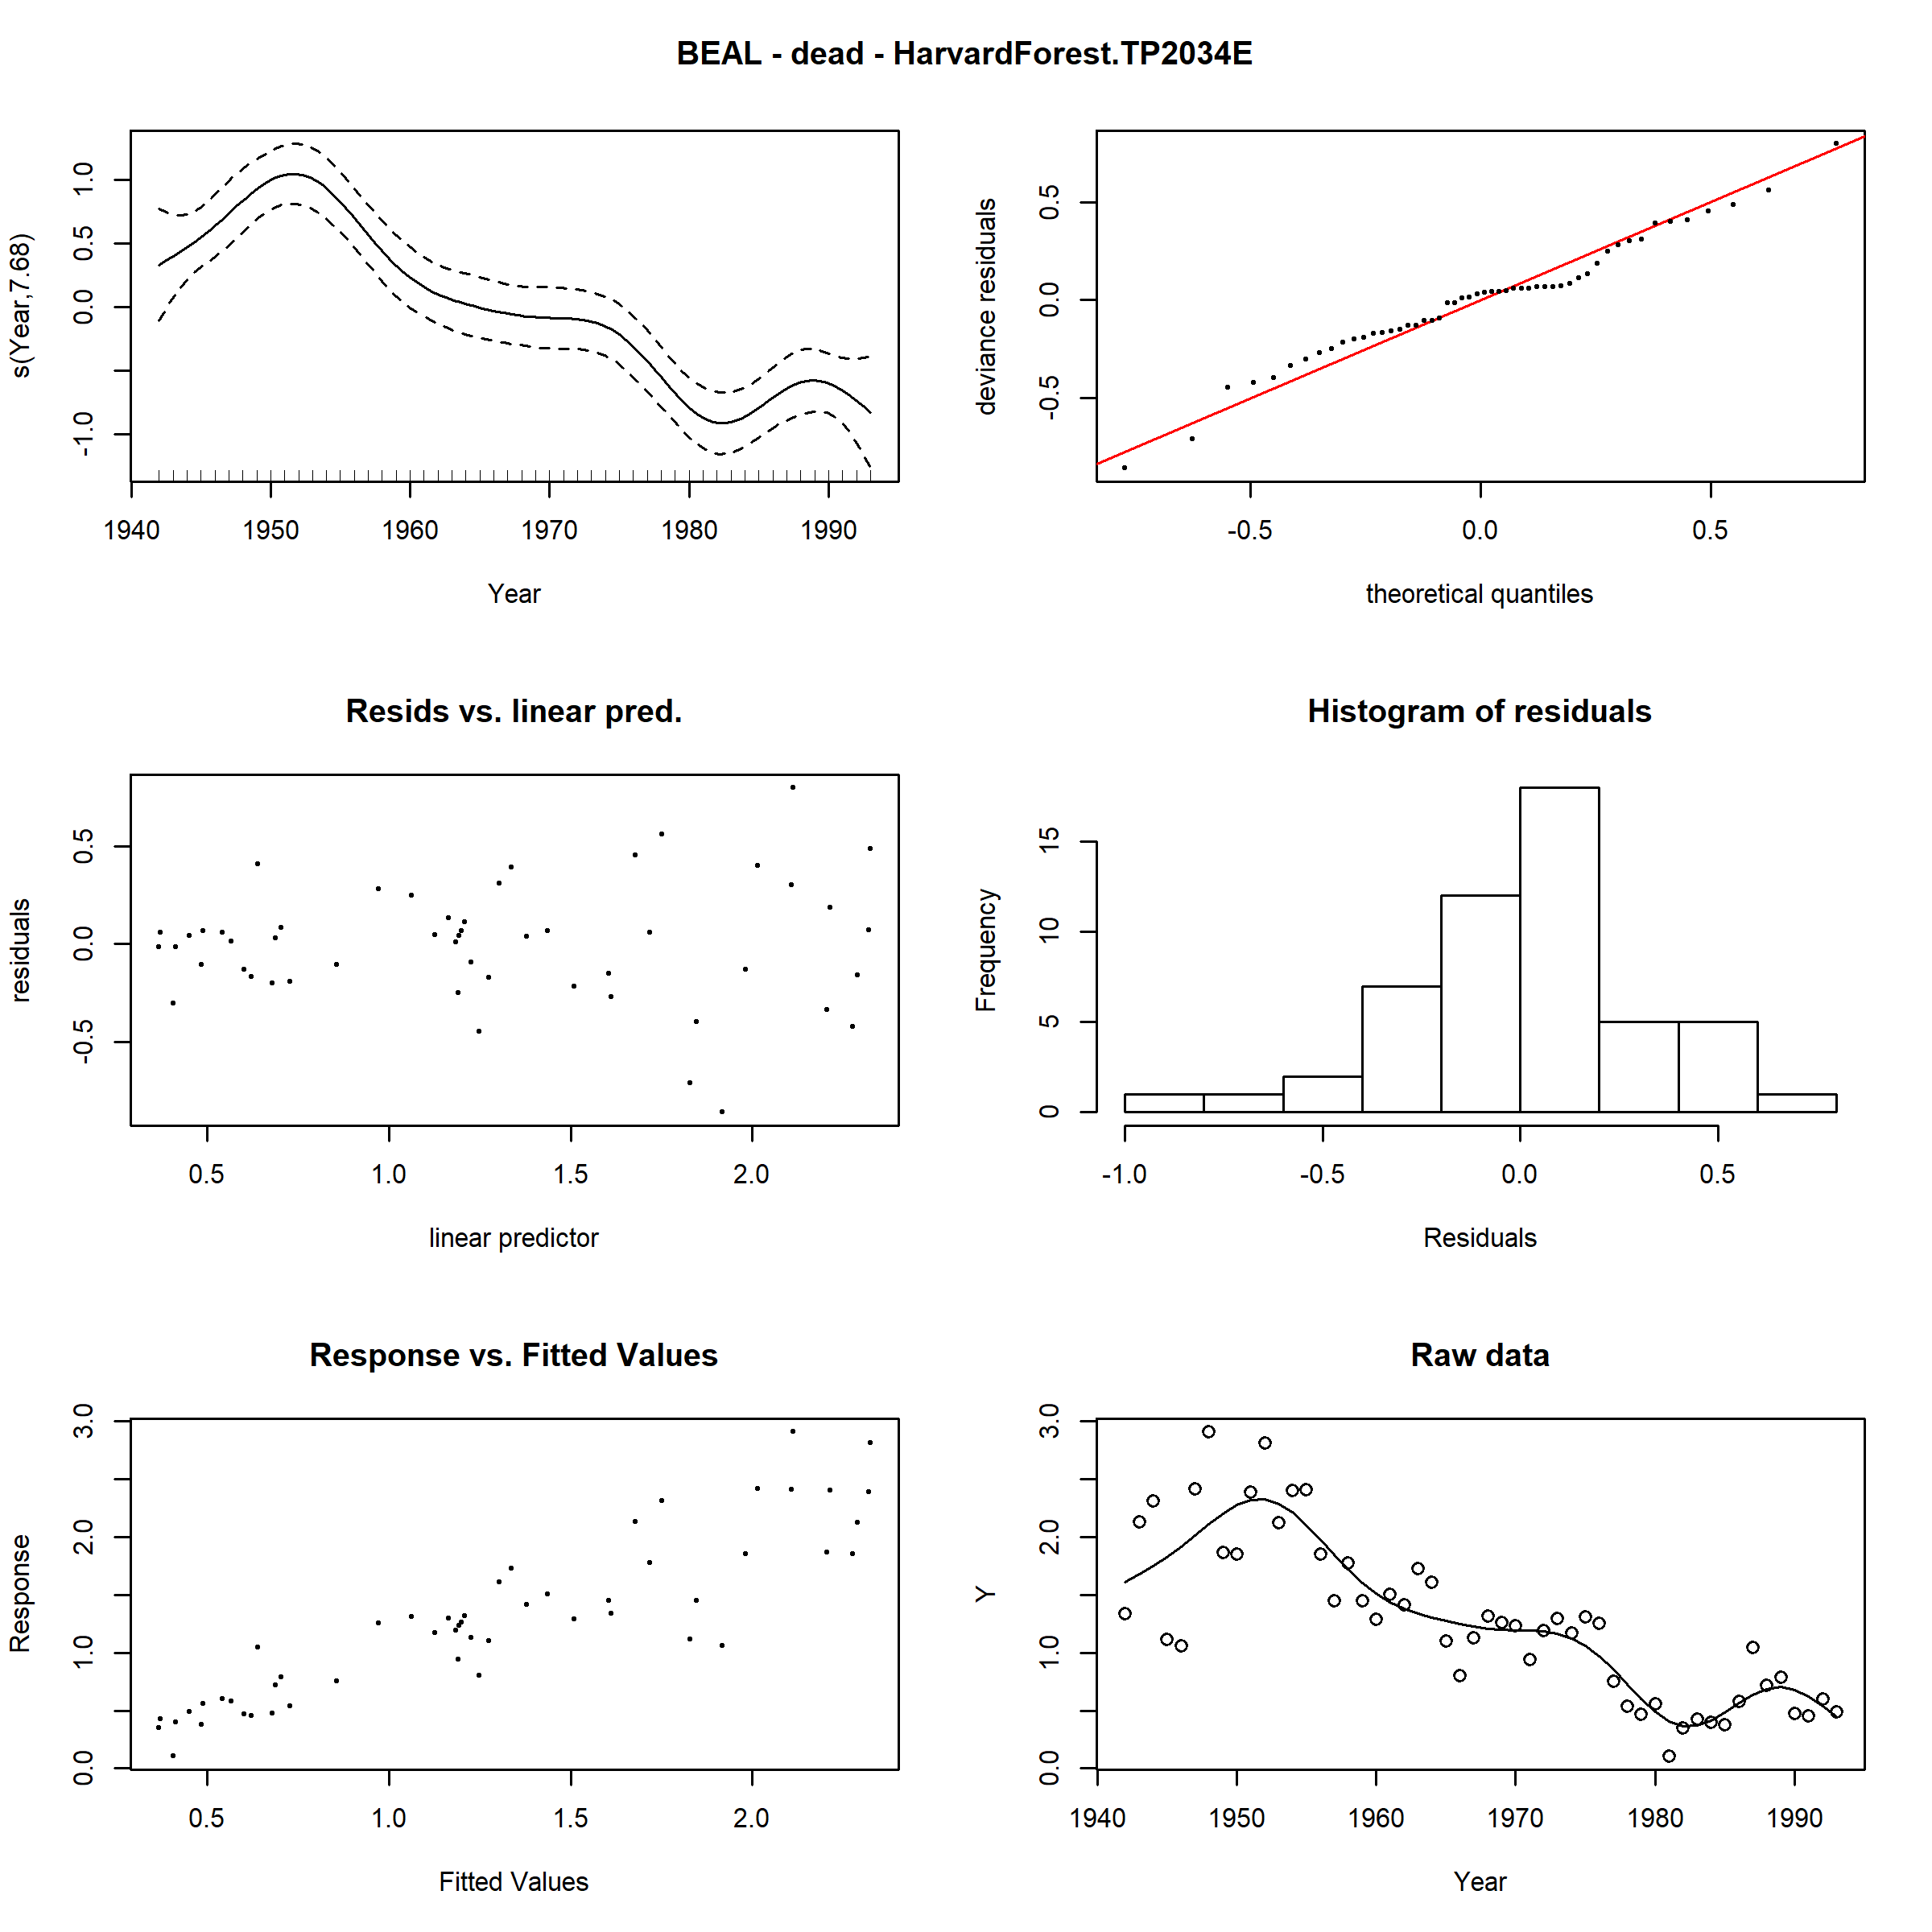 BEAL - dead - HarvardForest.TP2034E
s(Year,7.68)
1.0
0.5
0.0
-1.0
1940 1950 1960 1970 1980 1990
Year
deviance residuals
0.5
0.0
-0.5
-0.5 0.0 0.5
theoretical quantiles
Resids vs. linear pred.
residuals
0.5
0.0
-0.5
0.5 1.0 1.5 2.0
linear predictor
Histogram of residuals
Frequency
15
10
5
0
-1.0 -0.5 0.0 0.5
Residuals
Response vs. Fitted Values
Response
3.0
2.0
1.0
0.0
0.5 1.0 1.5 2.0
Fitted Values
Raw data
Y
3.0
2.0
1.0
0.0
1940 1950 1960 1970 1980 1990
Year